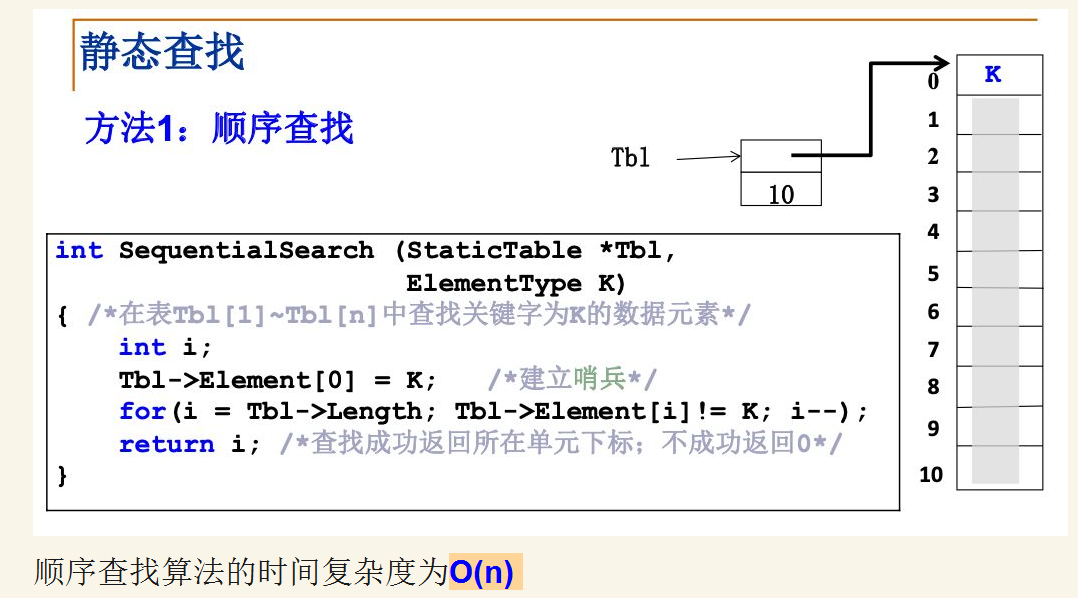 静态查找
方法1：顺序查找
Tbl
10
K
0
1
2
3
4
5
6
7
8
9
10
int SequentialSearch (StaticTable *Tbl,
ElementType K)
{ /*在表Tbl[1]~Tbl[n]中查找关键字为K的数据元素*/
int i;
Tbl->Element[0] = K; /*建立哨兵*/
for(i = Tbl->Length; Tbl->Element[i]!= K; i--);
return i; /*查找成功返回所在单元下标；不成功返回0*/
}
顺序查找算法的时间复杂度为O(n)